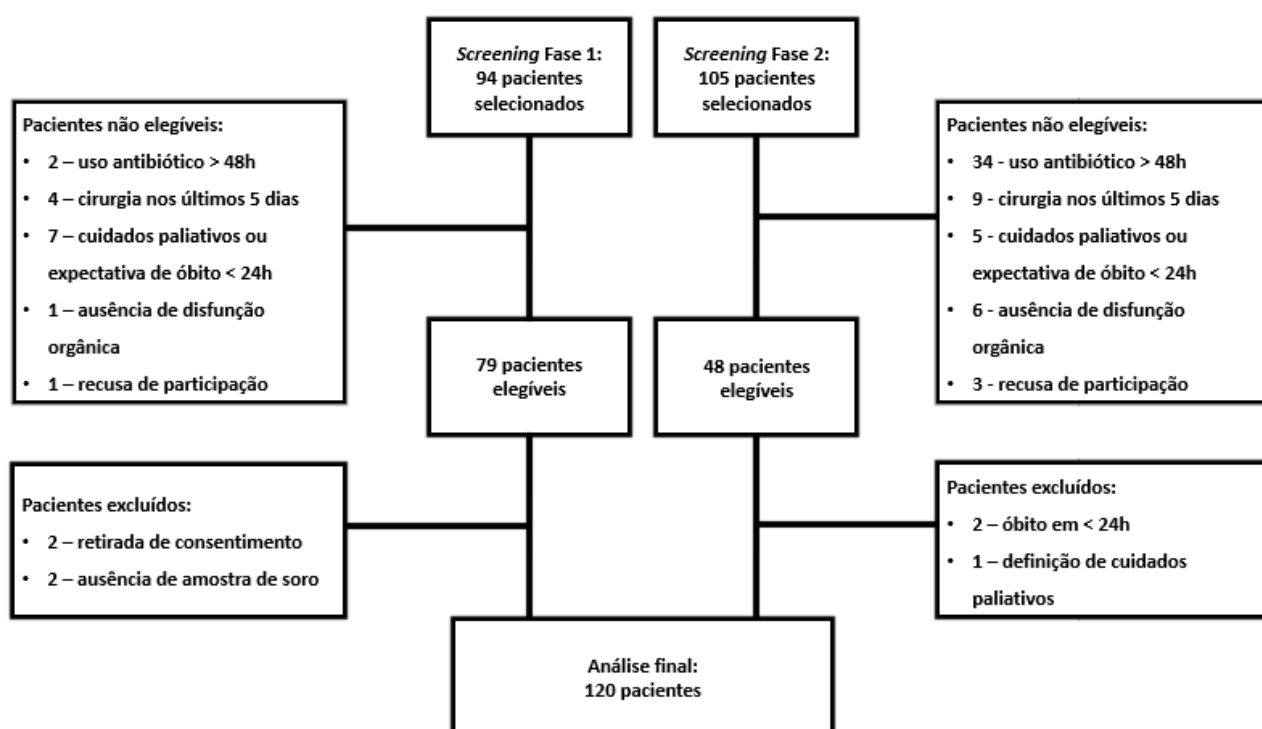 Screening Fase 1:
94 pacientes
selecionados
Screening Fase 2:
105 pacientes
selecionados
Pacientes não elegíveis:
• 2 – uso antibiótico > 48h
• 4 – cirurgia nos últimos 5 dias
• 7 – cuidados paliativos ou
expectativa de óbito < 24h
• 1 – ausência de disfunção
orgânica
• 1 – recusa de participação
Pacientes não elegíveis:
• 34 - uso antibiótico > 48h
• 9 - cirurgia nos últimos 5 dias
• 5 - cuidados paliativos ou
expectativa de óbito < 24h
• 6 - ausência de disfunção
orgânica
• 3 - recusa de participação
79 pacientes
elegíveis
48 pacientes
elegíveis
Pacientes excluídos:
• 2 – retirada de consentimento
• 2 – ausência de amostra de soro
Pacientes excluídos:
• 2 – óbito em < 24h
• 1 – definição de cuidados
paliativos
Análise final:
120 pacientes